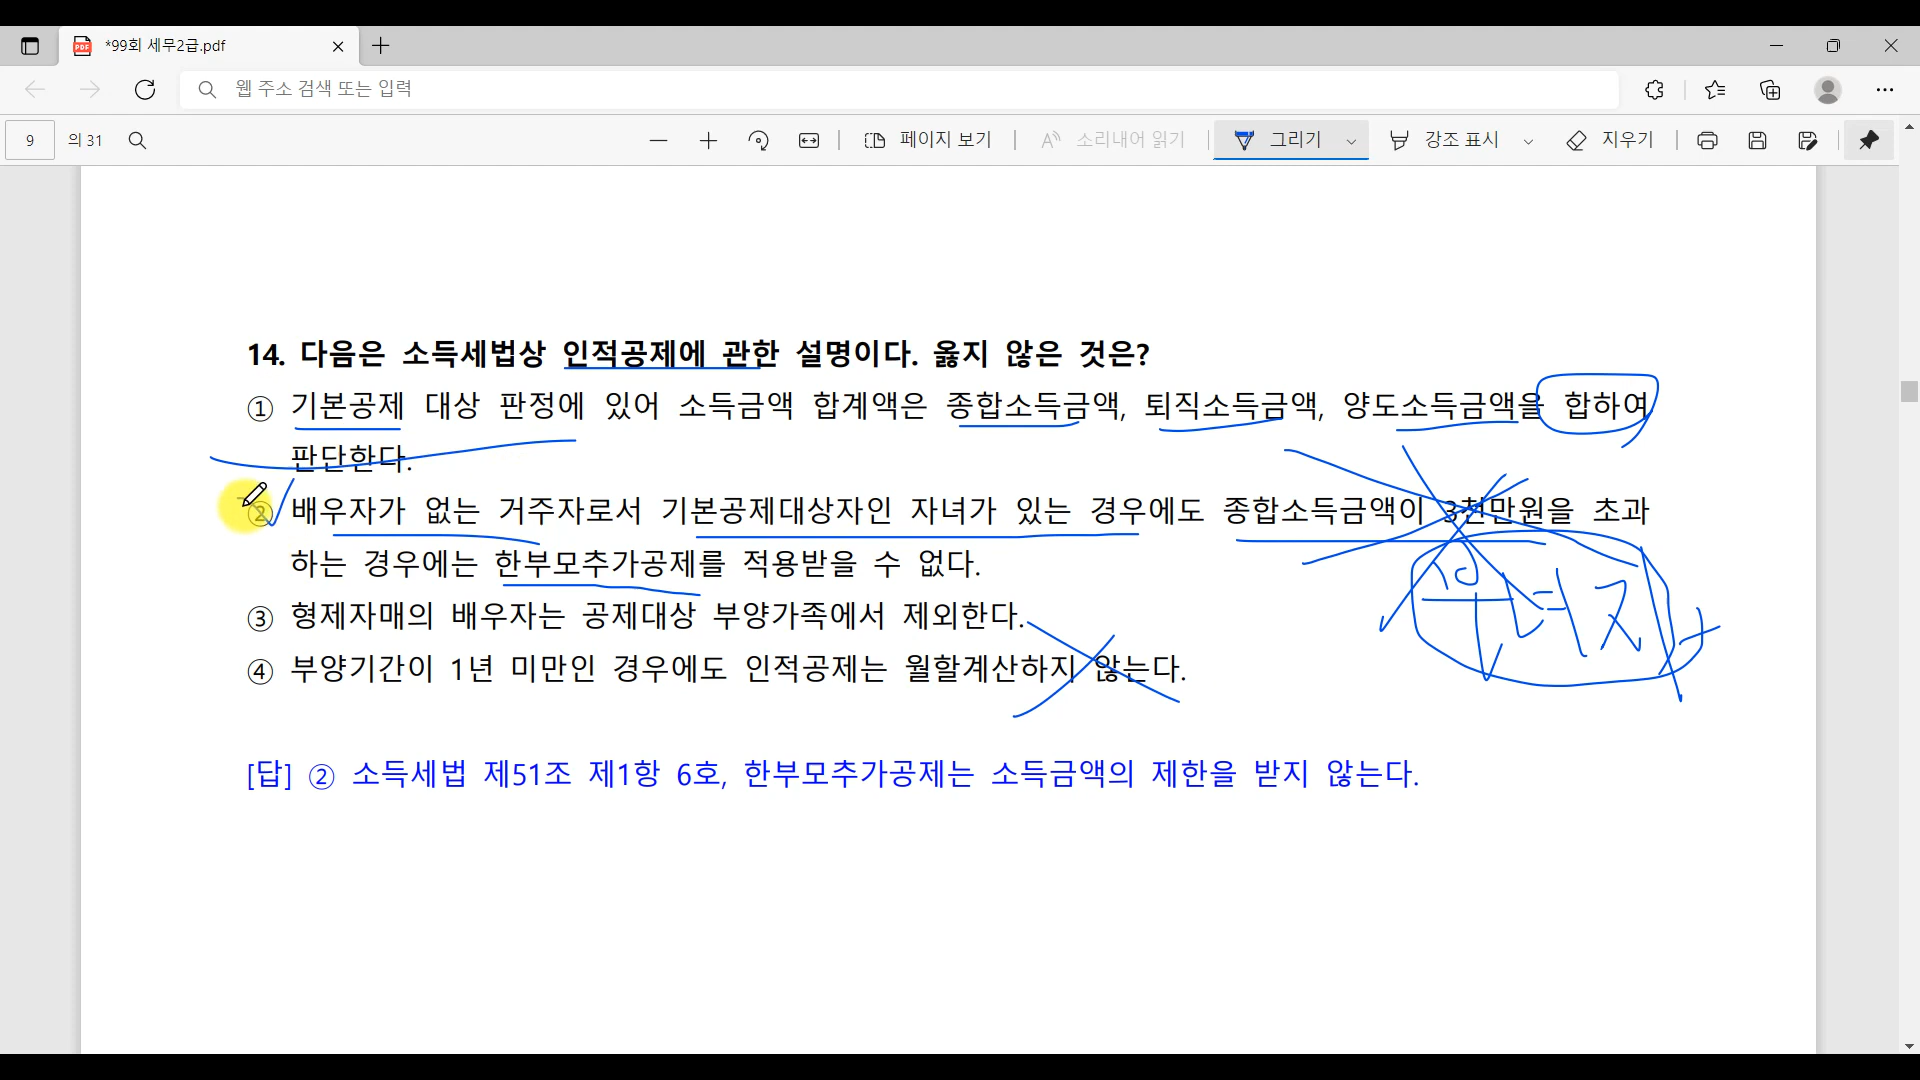 *99회 세무2급.pdf
웹 주소 검색 또는 입력
9 의 31 페이지 보기 소리내어 읽기 그리기 강조 표시 지우기
14. 다음은 소득세법상 인적공제에 관한 설명이다. 옳지 않은 것은?
① 기본공제 대상 판정에 있어 소득금액 합계액은 종합소득금액, 퇴직소득금액, 양도소득금액을 합하여
판단한다.
② 배우자가 없는 거주자로서 기본공제대상자인 자녀가 있는 경우에도 종합소득금액이 3천만원을 초과
하는 경우에는 한부모추가공제를 적용받을 수 없다.
③ 형제자매의 배우자는 공제대상 부양가족에서 제외한다.
④ 부양기간이 1년 미만인 경우에도 인적공제는 월할계산하지 않는다.
[답] ② 소득세법 제51조 제1항 6호, 한부모추가공제는 소득금액의 제한을 받지 않는다.